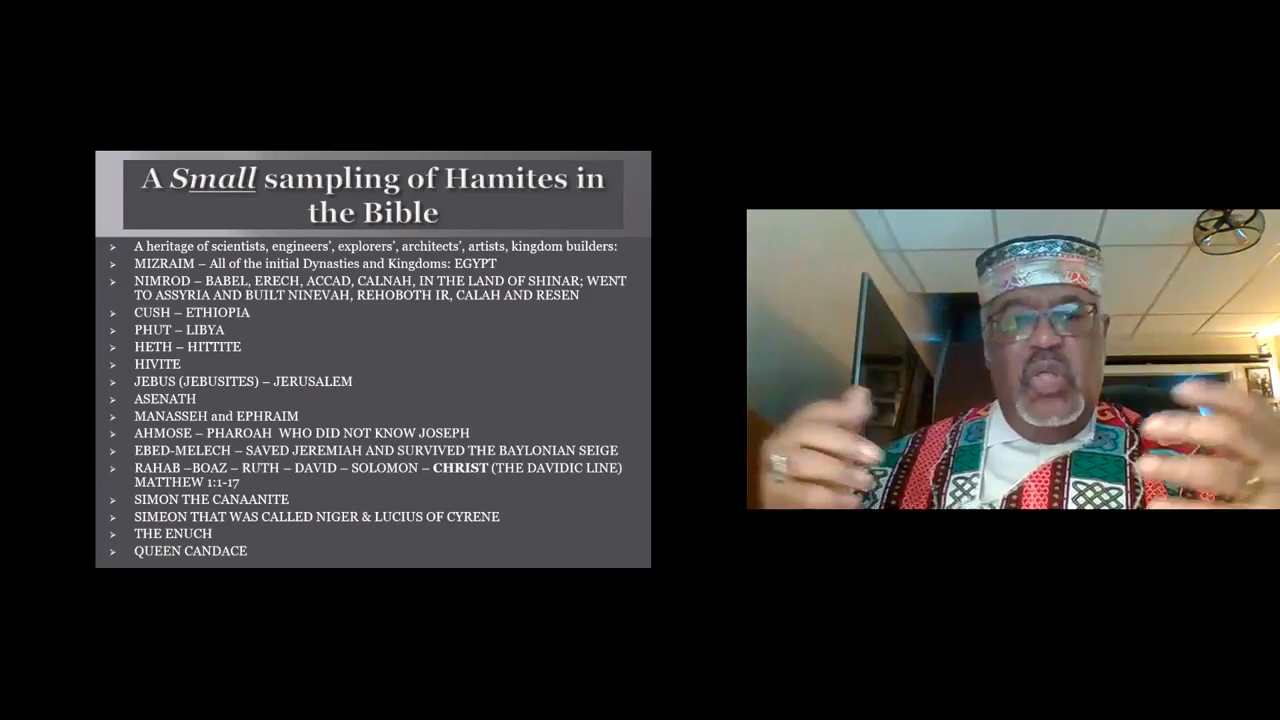 A Small sampling of Hamites in
the Bible
A heritage of scientists, engineers', explorers', architects', artists, kingdom builders:
MIZRAIM – All of the initial Dynasties and Kingdoms: EGYPT
NIMROD – BABEL, ERECH, ACCAD, CALNAH, IN THE LAND OF SHINAR; WENT
TO ASSYRIA AND BUILT NINEVAH, REHOBOTH IR, CALAH AND RESEN
CUSH – ETHIOPIA
PHUT – LIBYA
HETH – HITTITE
HIVITE
JEBUS (JEBUSITES) – JERUSALEM
ASENATH
MANASSEH and EPHRAIM
AHMOSE – PHAROAH WHO DID NOT KNOW JOSEPH
EBED-MELECH – SAVED JEREMIAH AND SURVIVED THE BAYLONIAN SEIGE
RAHAB –BOAZ – RUTH – DAVID – SOLOMON – CHRIST (THE DAVIDIC LINE)
MATTHEW 1:1-17
SIMON THE CANAANITE
SIMEON THAT WAS CALLED NIGER & LUCIUS OF CYRENE
THE ENUCH
QUEEN CANDACE